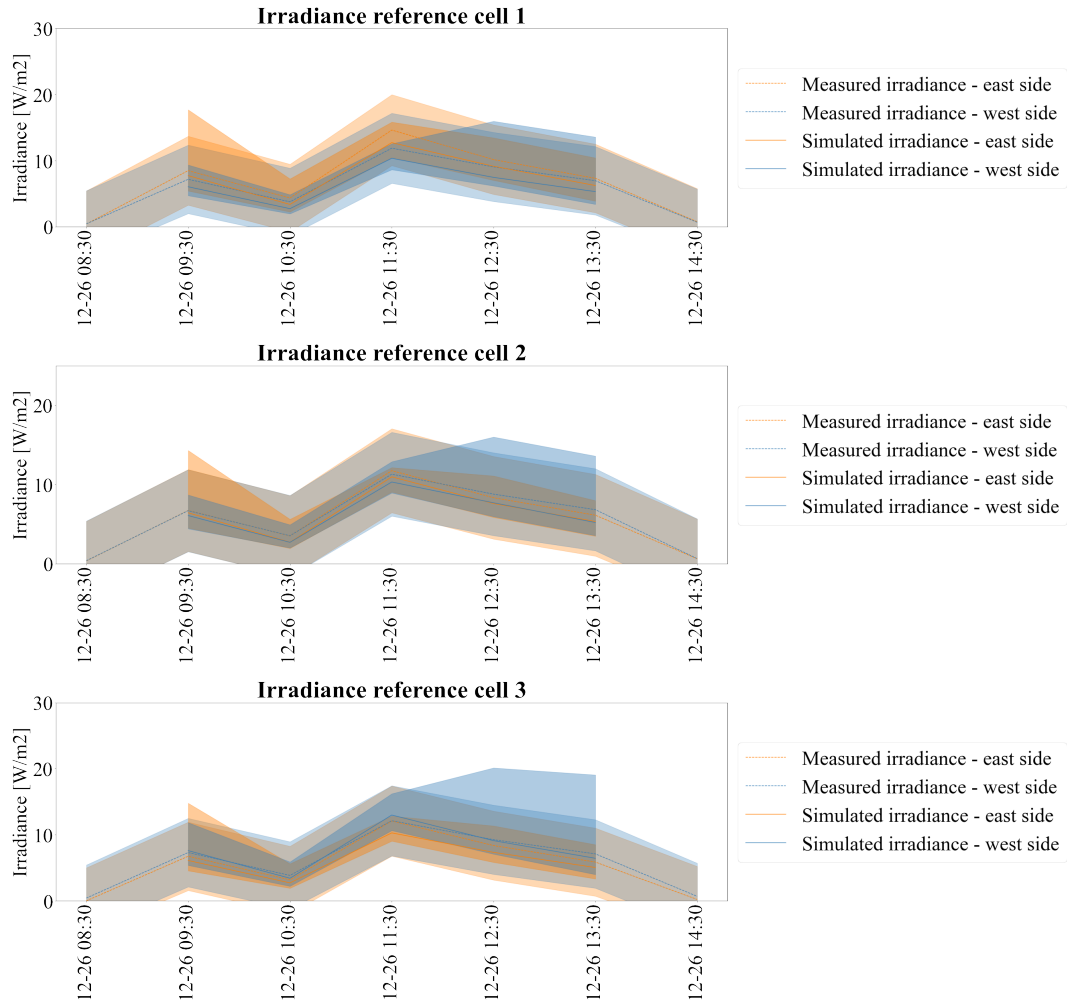 Irradiance reference cell 1
Irradiance [W/m2]
30
20
10
0
12-26 08:30
12-26 09:30
12-26 10:30
12-26 11:30
12-26 12:30
12-26 13:30
12-26 14:30
Measured irradiance - east side
Measured irradiance - west side
Simulated irradiance - east side
Simulated irradiance - west side
Irradiance reference cell 2
Irradiance [W/m2]
20
10
0
12-26 08:30
12-26 09:30
12-26 10:30
12-26 11:30
12-26 12:30
12-26 13:30
12-26 14:30
Measured irradiance - east side
Measured irradiance - west side
Simulated irradiance - east side
Simulated irradiance - west side
Irradiance reference cell 3
Irradiance [W/m2]
30
20
10
0
12-26 08:30
12-26 09:30
12-26 10:30
12-26 11:30
12-26 12:30
12-26 13:30
12-26 14:30
Measured irradiance - east side
Measured irradiance - west side
Simulated irradiance - east side
Simulated irradiance - west side